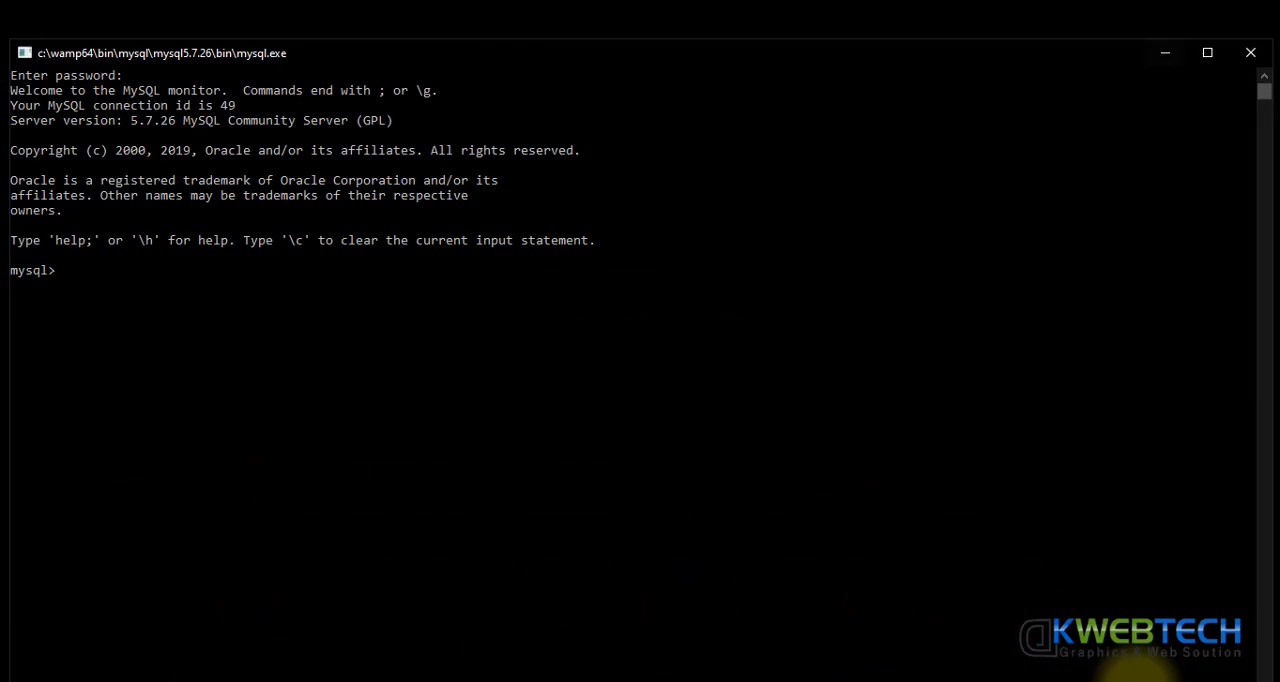 c:\wamp64\bin\mysql\mysql5.7.26\bin\mysql.exe
Enter password:
Welcome to the MySQL monitor.  Commands end with ; or \g.
Your MySQL connection id is 49
Server version: 5.7.26 MySQL Community Server (GPL)
Copyright (c) 2000, 2019, Oracle and/or its affiliates. All rights reserved.
Oracle is a registered trademark of Oracle Corporation and/or its
affiliates. Other names may be trademarks of their respective
owners.
Type 'help;' or '\h' for help. Type '\c' to clear the current input statement.
mysql>
KWEBTECH
Graphics & Web Soution